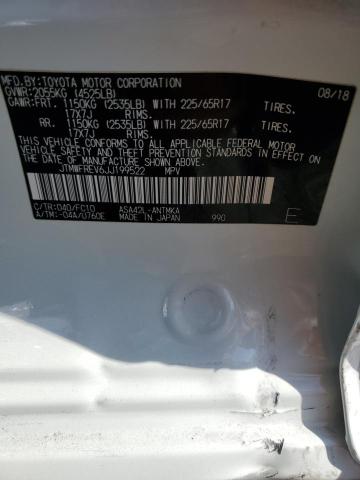 MFD.BY:TOYOTA MOTOR CORPORATION 08/18
GVWR:2055KG (4525LB)
GAWR:FRT. 1150KG (2535LB) WITH 225/65R17 TIRES.
17X7J RIMS.
RR. 1150KG (2535LB) WITH 225/65R17 TIRES.
17X7J RIMS.
THIS VEHICLE CONFORMS TO ALL APPLICABLE FEDERAL MOTOR
VEHICLE SAFETY, BUMPER, AND THEFT PREVENTION STANDARDS
IN EFFECT ON THE DATE OF MANUFACTURE SHOWN ABOVE.
JTMWFREV6JJ199522 MPV
C/TR:040/FC10 ASA42L-ANTMKA
A/TM:-04A/U760E MADE IN JAPAN 990 E